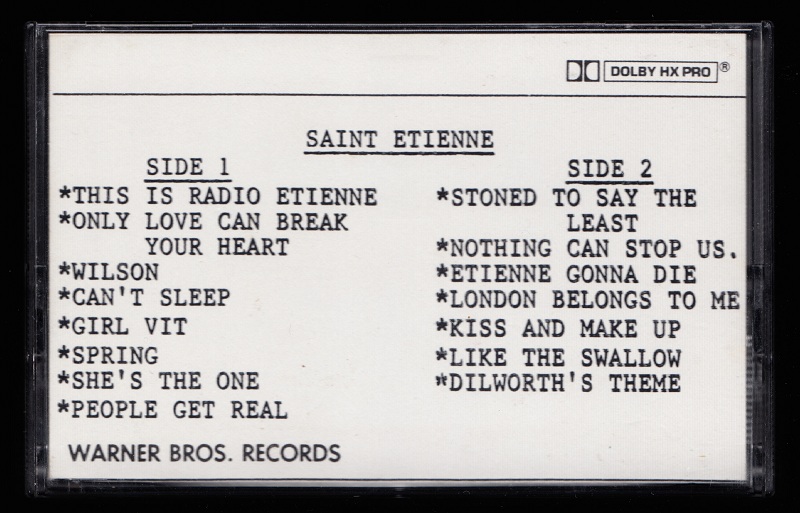 DOLBY HX PRO®
SAINT ETIENNE
SIDE 1
*THIS IS RADIO ETIENNE
*ONLY LOVE CAN BREAK
YOUR HEART
*WILSON
*CAN'T SLEEP
*GIRL VIT
*SPRING
*SHE'S THE ONE
*PEOPLE GET REAL
SIDE 2
*STONED TO SAY THE
LEAST
*NOTHING CAN STOP US.
*ETIENNE GONNA DIE
*LONDON BELONGS TO ME
*KISS AND MAKE UP
*LIKE THE SWALLOW
*DILWORTH'S THEME
WARNER BROS. RECORDS